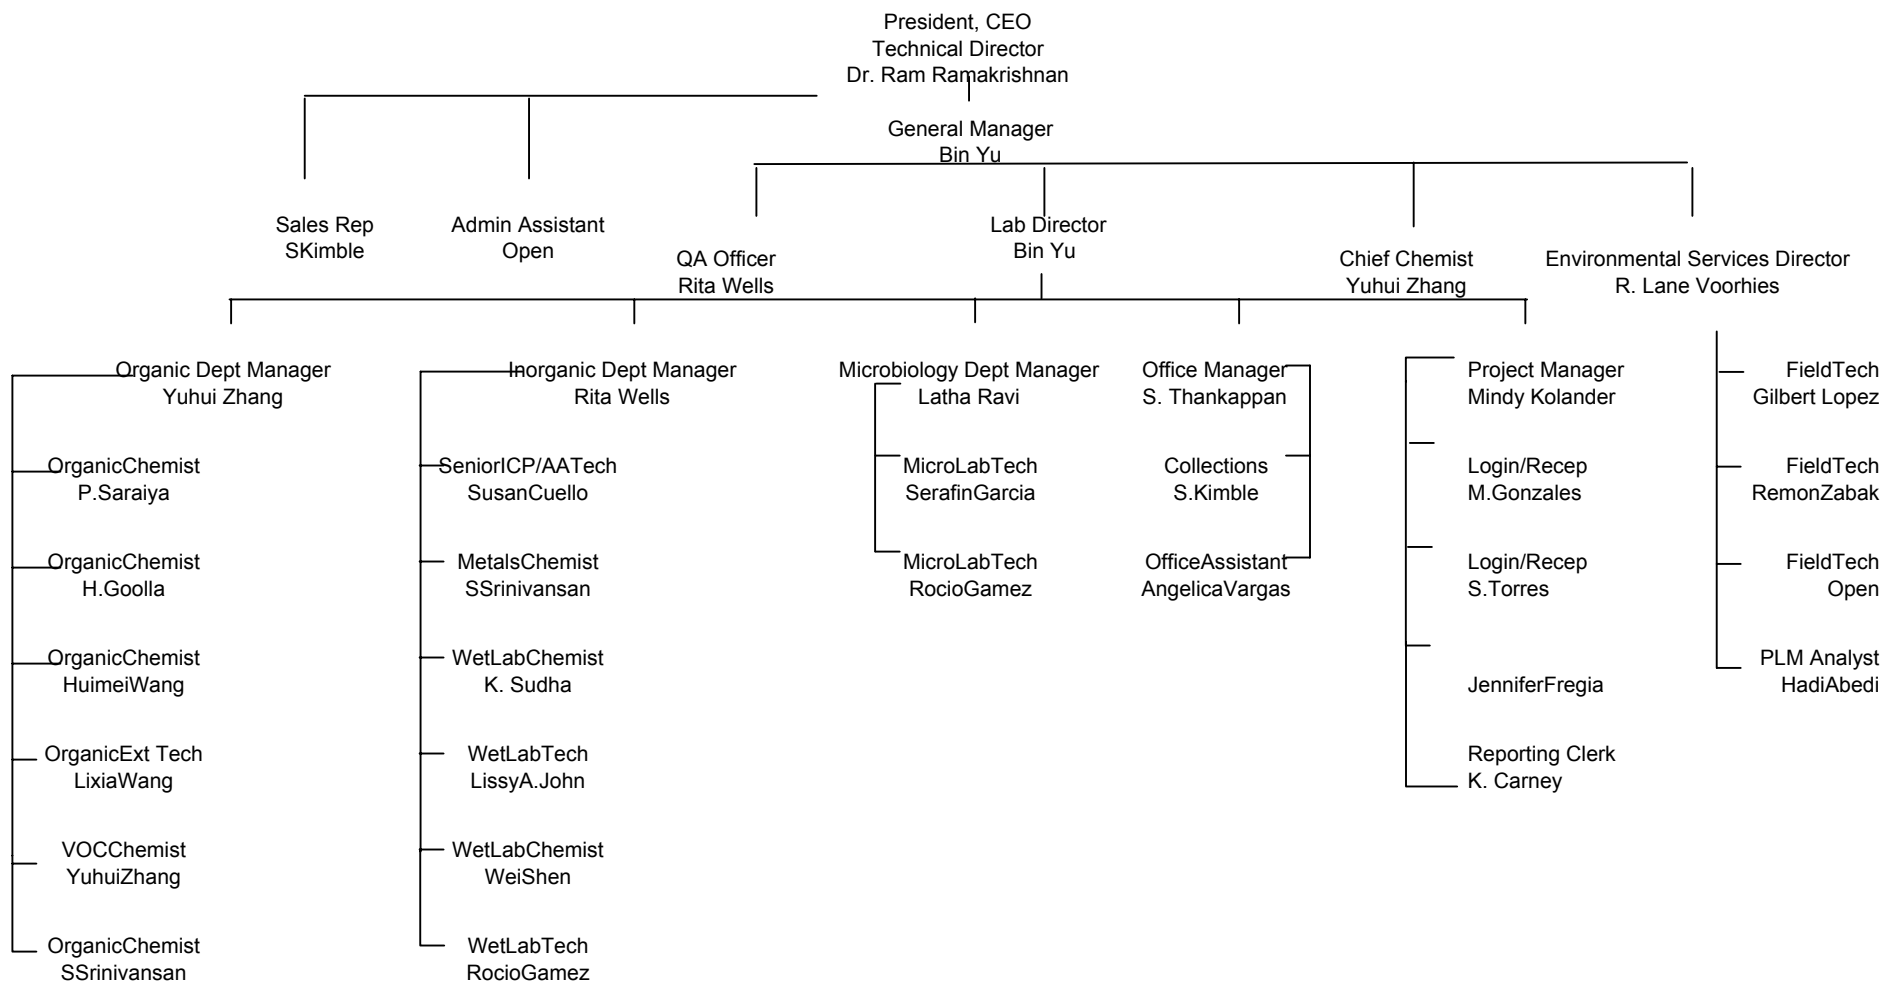 President, CEO
Technical Director
Dr. Ram Ramakrishnan
General Manager
Bin Yu
Sales Rep
SKimble
Admin Assistant
Open
QA Officer
Rita Wells
Lab Director
Bin Yu
Chief Chemist
Yuhui Zhang
Environmental Services Director
R. Lane Voorhies
Organic Dept Manager
Yuhui Zhang
OrganicChemist
P.Saraiya
OrganicChemist
H.Goolla
OrganicChemist
HuimeiWang
OrganicExt Tech
LixiaWang
VOCChemist
YuhuiZhang
OrganicChemist
SSrinivansan
Inorganic Dept Manager
Rita Wells
SeniorICP/AATech
SusanCuello
MetalsChemist
SSrinivansan
WetLabChemist
K. Sudha
WetLabTech
LissyA.John
WetLabChemist
WeiShen
WetLabTech
RocioGamez
Microbiology Dept Manager
Latha Ravi
MicroLabTech
SerafinGarcia
MicroLabTech
RocioGamez
Office Manager
S. Thankappan
Collections
S.Kimble
OfficeAssistant
AngelicaVargas
Project Manager
Mindy Kolander
Login/Recep
M.Gonzales
Login/Recep
S.Torres
JenniferFregia
Reporting Clerk
K. Carney
FieldTech
Gilbert Lopez
FieldTech
RemonZabak
FieldTech
Open
PLM Analyst
HadiAbedi